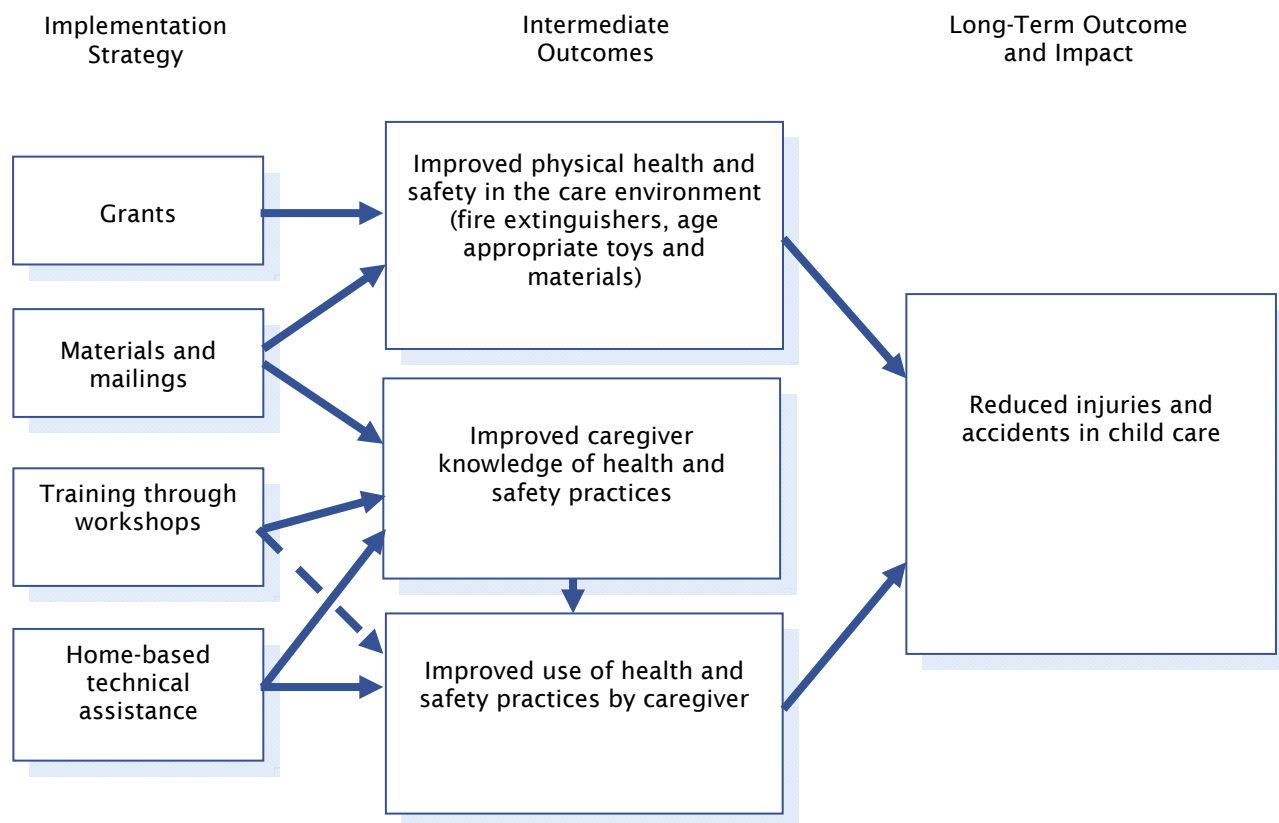 Implementation
Strategy
Intermediate
Outcomes
Long-Term Outcome
and Impact
Grants
Materials and
mailings
Training through
workshops
Home-based
technical
assistance
Improved physical health and
safety in the care environment
(fire extinguishers, age
appropriate toys and
materials)
Improved caregiver
knowledge of health and
safety practices
Improved use of health and
safety practices by caregiver
Reduced injuries and
accidents in child care